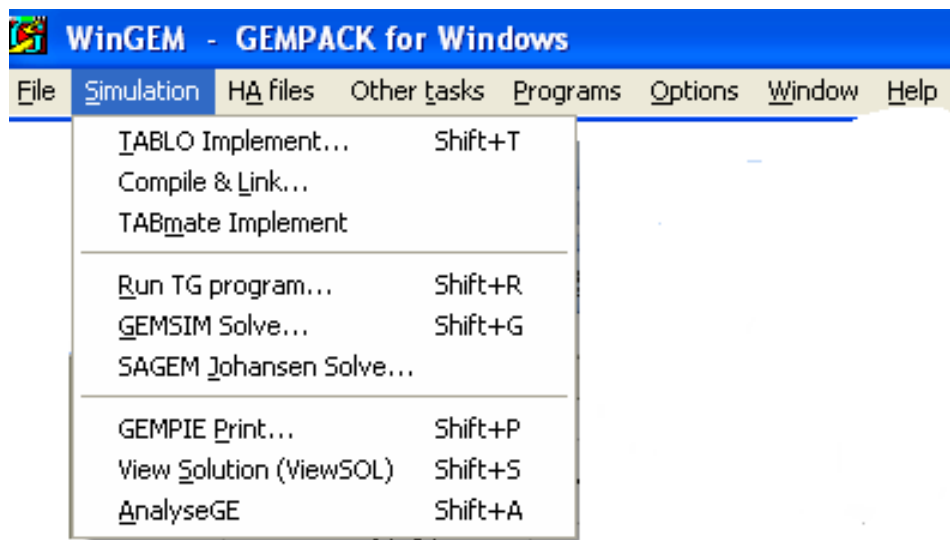 WinGEM - GEMPACK for Windows
File Simulation HA files Other tasks Programs Options Window Help
TABLO Implement... Shift+T
Compile & Link...
TABmate Implement
Run TG program... Shift+R
GEMSIM Solve... Shift+G
SAGEM Johansen Solve...
GEMPIE Print... Shift+P
View Solution (ViewSOL) Shift+S
AnalyseGE Shift+A